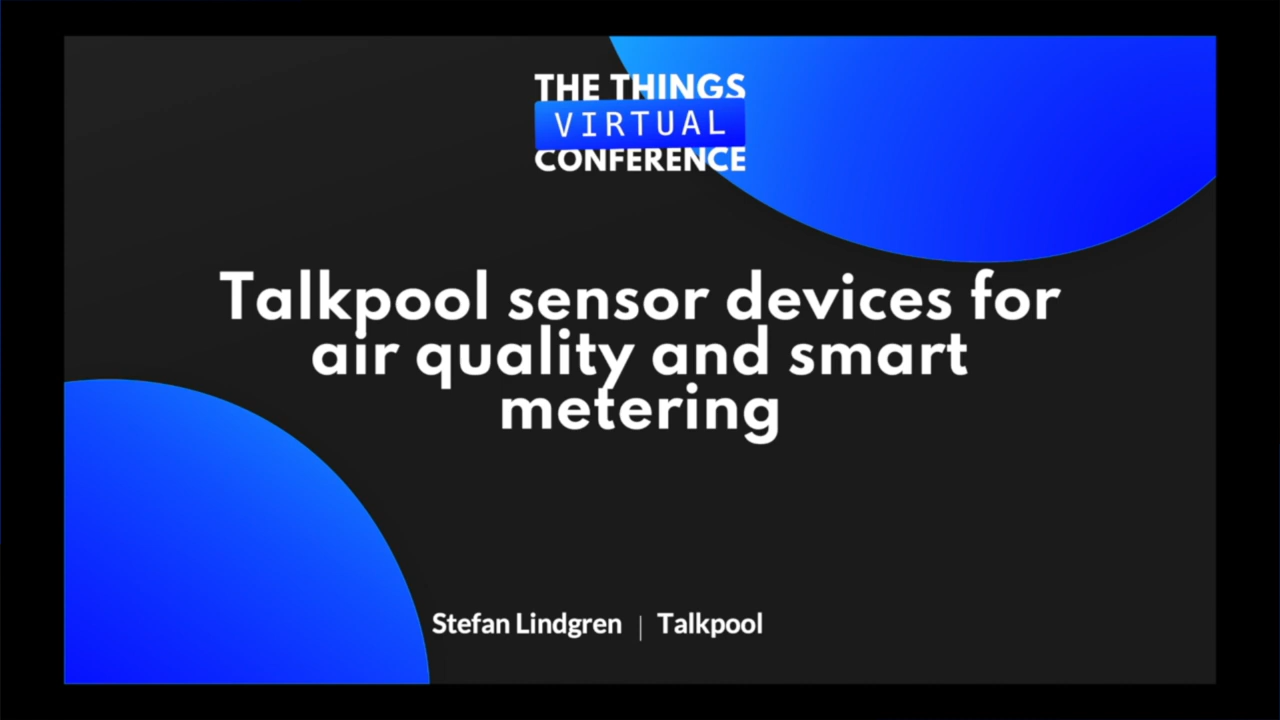 THE THINGS
VIRTUAL
CONFERENCE
Talkpool sensor devices for
air quality and smart
metering
Stefan Lindgren | Talkpool